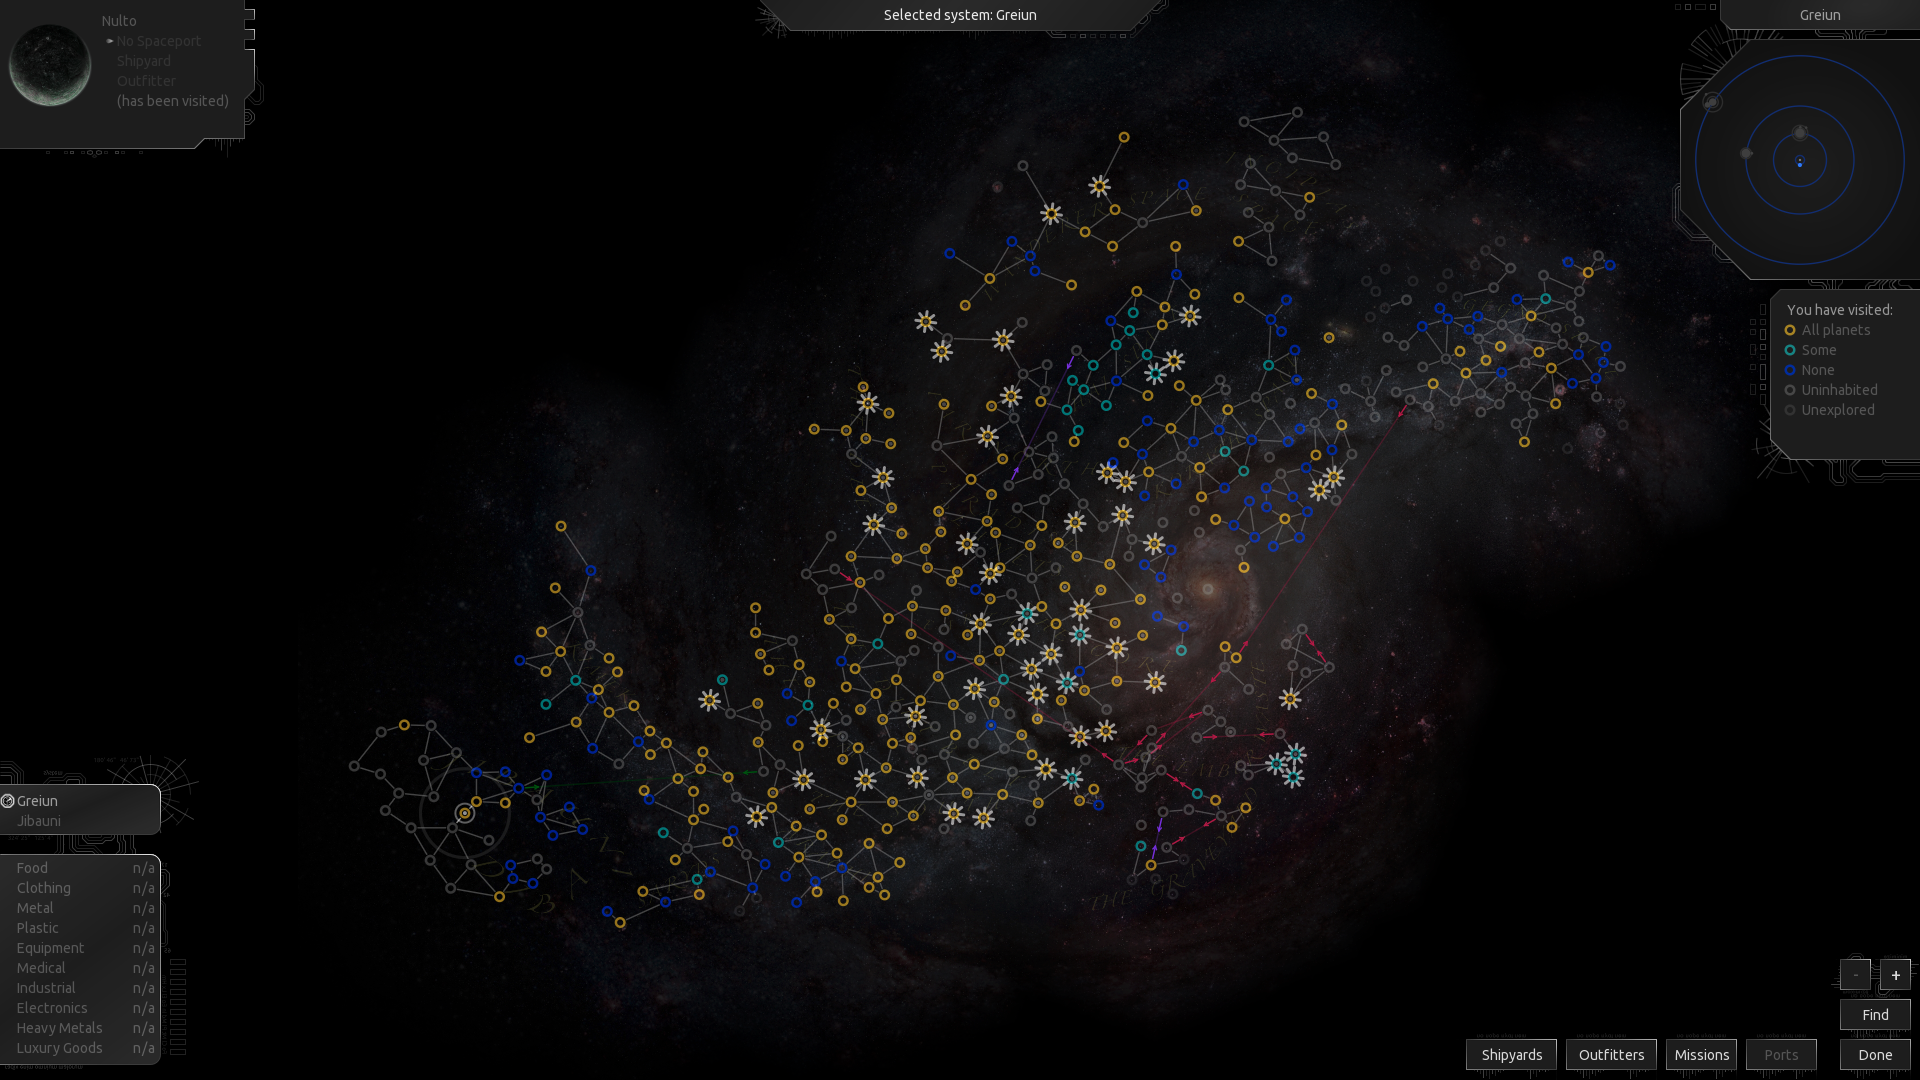 Nulto
No Spaceport
Shipyard
Outfitter
(has been visited)
Selected system: Greiun
Greiun
You have visited:
All planets
Some
None
Uninhabited
Unexplored
Greiun
Jibauni
Food n/a
Clothing n/a
Metal n/a
Plastic n/a
Equipment n/a
Medical n/a
Industrial n/a
Electronics n/a
Heavy Metals n/a
Luxury Goods n/a
- +
Find
Shipyards Outfitters Missions Ports Done